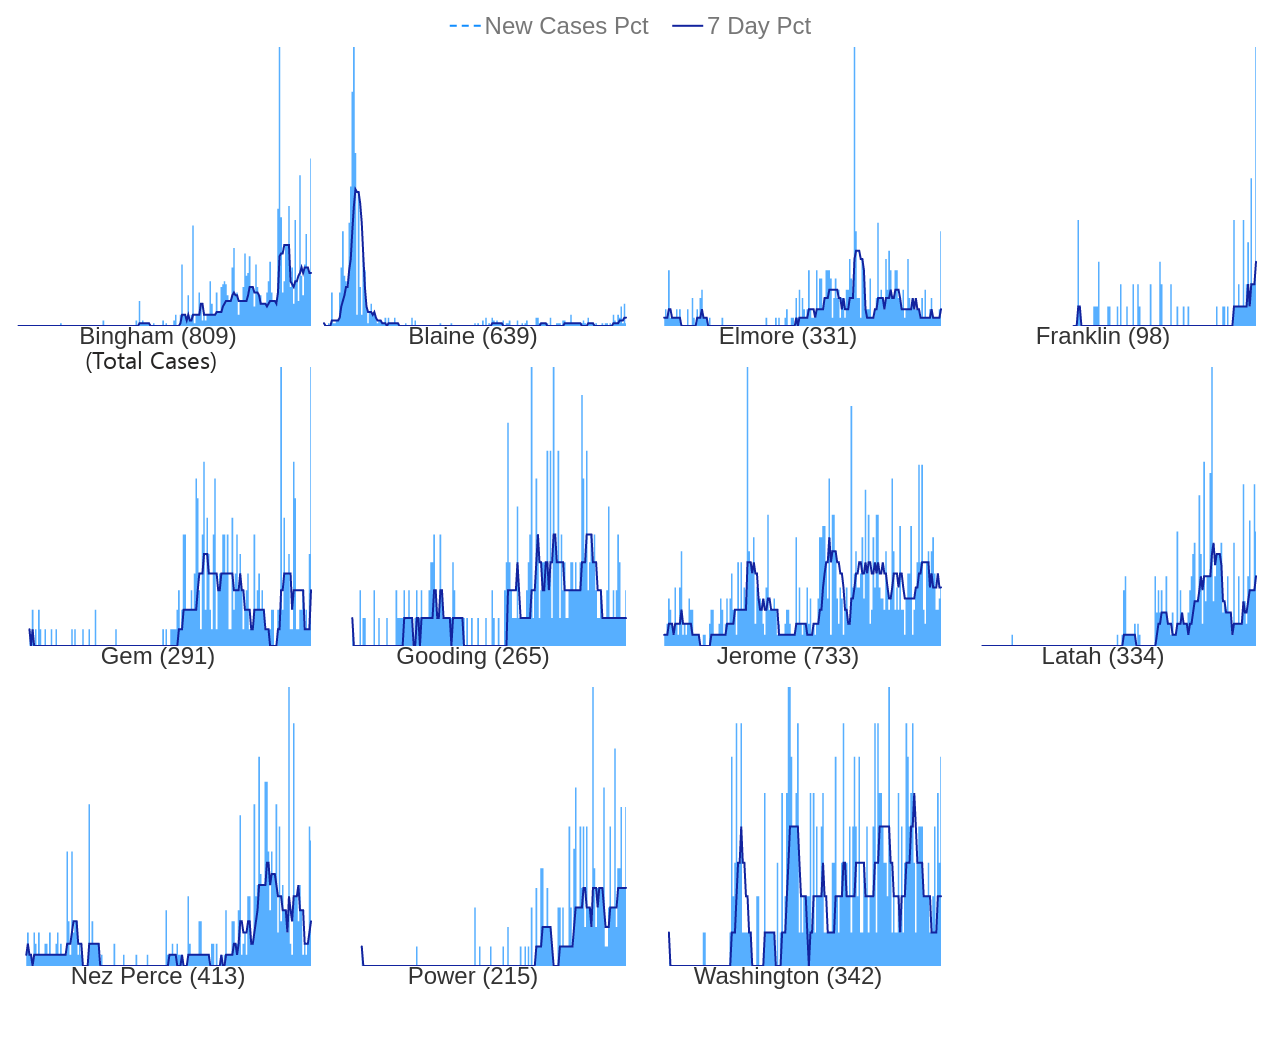 New Cases Pct 7 Day Pct
Bingham (809)
(Total Cases)
Blaine (639)
Elmore (331)
Franklin (98)
Gem (291)
Gooding (265)
Jerome (733)
Latah (334)
Nez Perce (413)
Power (215)
Washington (342)